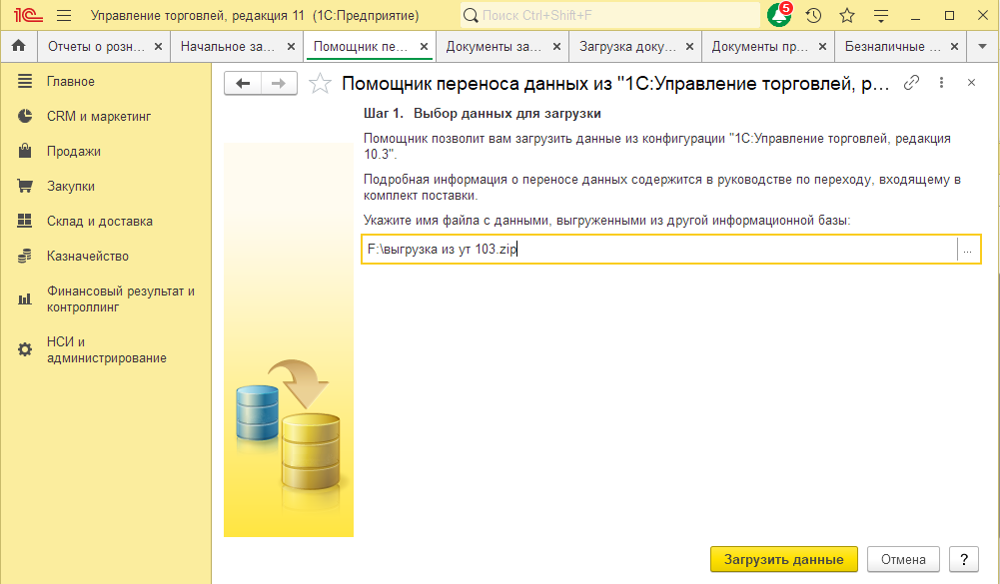 1С Управление торговлей, редакция 11 (1С:Предприятие) Поиск Ctrl+Shift+F 5
Отчеты о розн... Начальное за... Помощник пе... Документы за... Загрузка доку... Документы пр... Безналичные ...
Главное
CRM и маркетинг
Продажи
Закупки
Склад и доставка
Казначейство
Финансовый результат и
контроллинг
НСИ и
администрирование
Помощник переноса данных из "1С:Управление торговлей, р...
Шаг 1. Выбор данных для загрузки
Помощник позволит вам загрузить данные из конфигурации "1С:Управление торговлей, редакция
10.3".
Подробная информация о переносе данных содержится в руководстве по переходу, входящему в
комплект поставки.
Укажите имя файла с данными, выгруженными из другой информационной базы:
F:\выгрузка из ут 103.zip ...
Загрузить данные Отмена ?